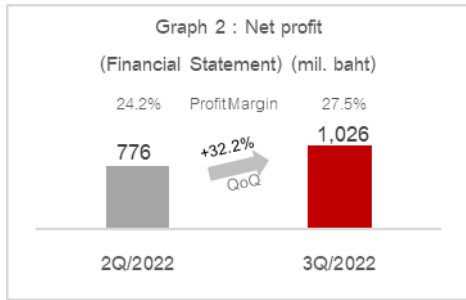 Graph 2 : Net profit
(Financial Statement) (mil. baht)
24.2% ProfitMargin 27.5%
776 +32.2% 1,026
QoQ
2Q/2022 3Q/2022